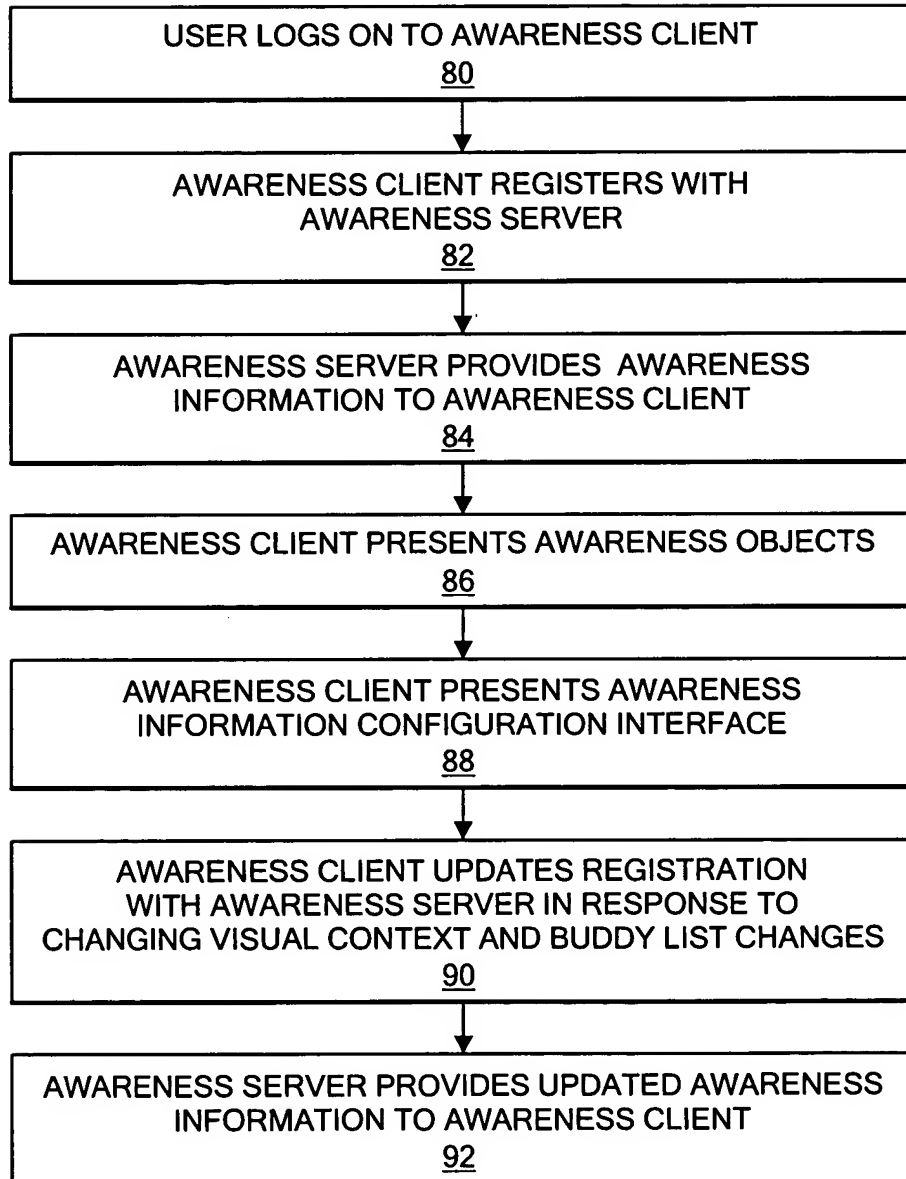 USER LOGS ON TO AWARENESS CLIENT
80
AWARENESS CLIENT REGISTERS WITH
AWARENESS SERVER
82
AWARENESS SERVER PROVIDES AWARENESS
INFORMATION TO AWARENESS CLIENT
84
AWARENESS CLIENT PRESENTS AWARENESS OBJECTS
86
AWARENESS CLIENT PRESENTS AWARENESS
INFORMATION CONFIGURATION INTERFACE
88
AWARENESS CLIENT UPDATES REGISTRATION
WITH AWARENESS SERVER IN RESPONSE TO
CHANGING VISUAL CONTEXT AND BUDDY LIST CHANGES
90
AWARENESS SERVER PROVIDES UPDATED AWARENESS
INFORMATION TO AWARENESS CLIENT
92